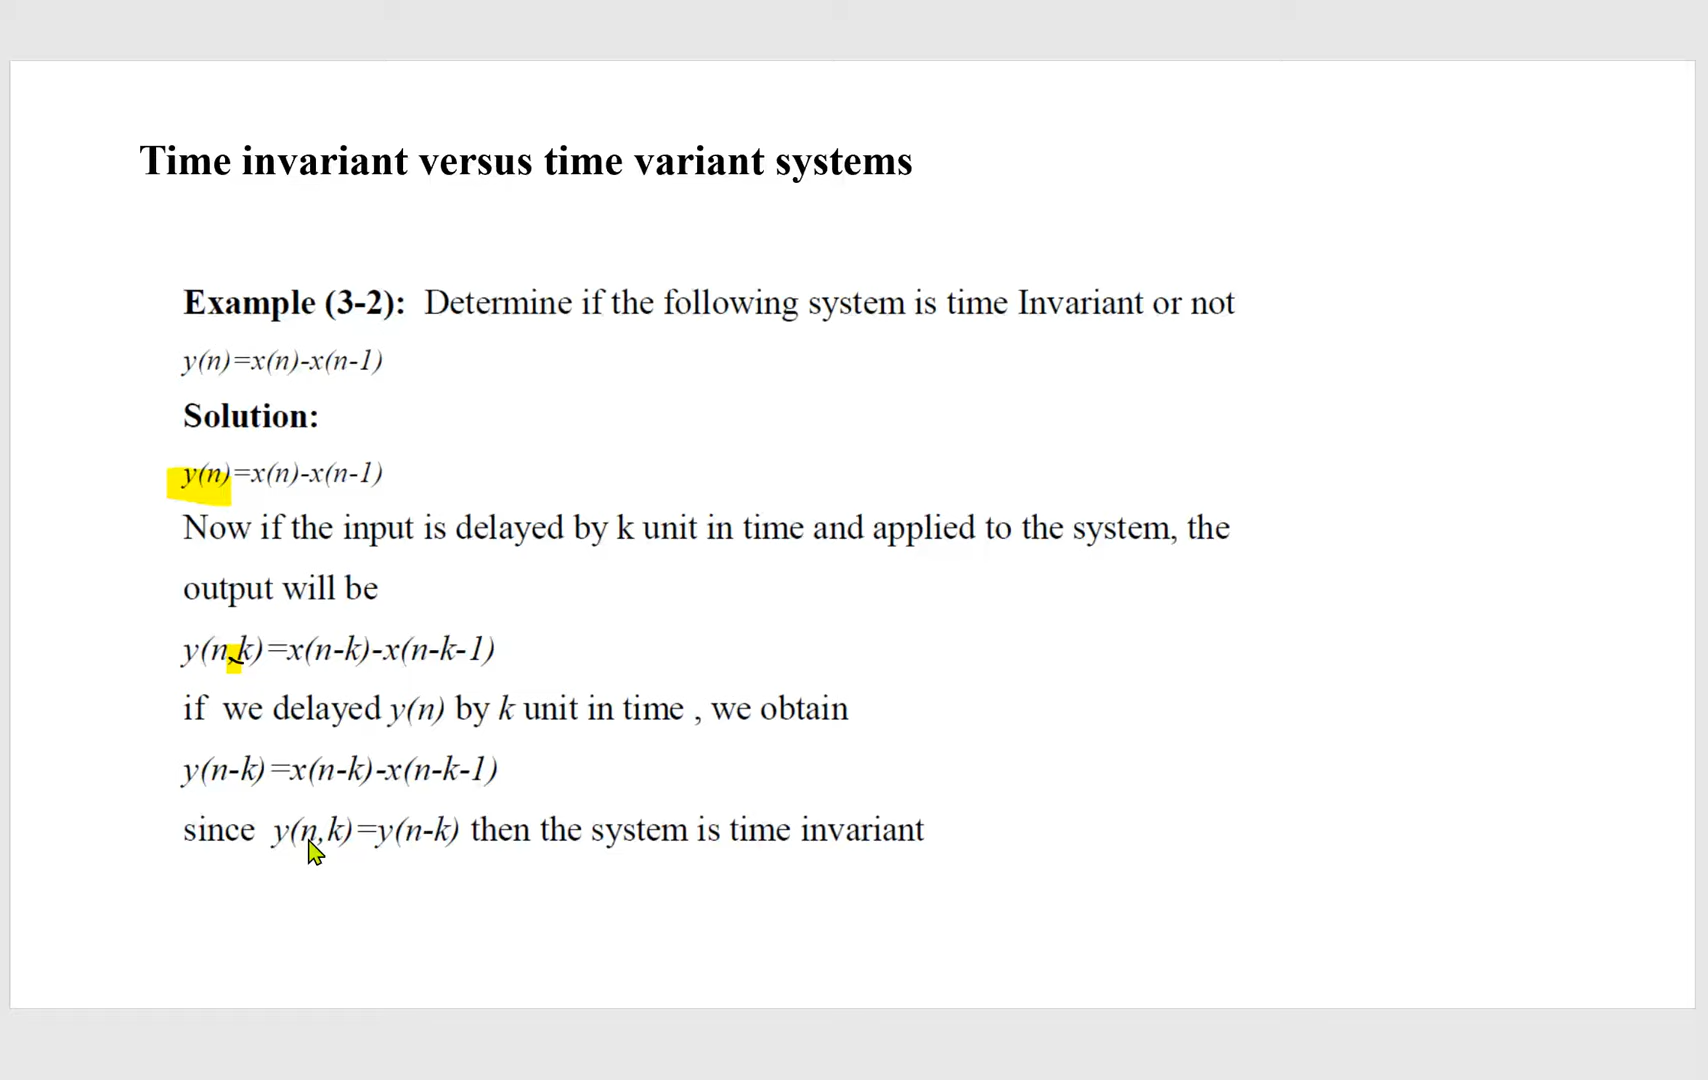 Time invariant versus time variant systems
Example (3-2): Determine if the following system is time Invariant or not
y(n)=x(n)-x(n-1)
Solution:
y(n)=x(n)-x(n-1)
Now if the input is delayed by k unit in time and applied to the system, the
output will be
y(n,k)=x(n-k)-x(n-k-1)
if we delayed y(n) by k unit in time , we obtain
y(n-k)=x(n-k)-x(n-k-1)
since y(n,k)=y(n-k) then the system is time invariant